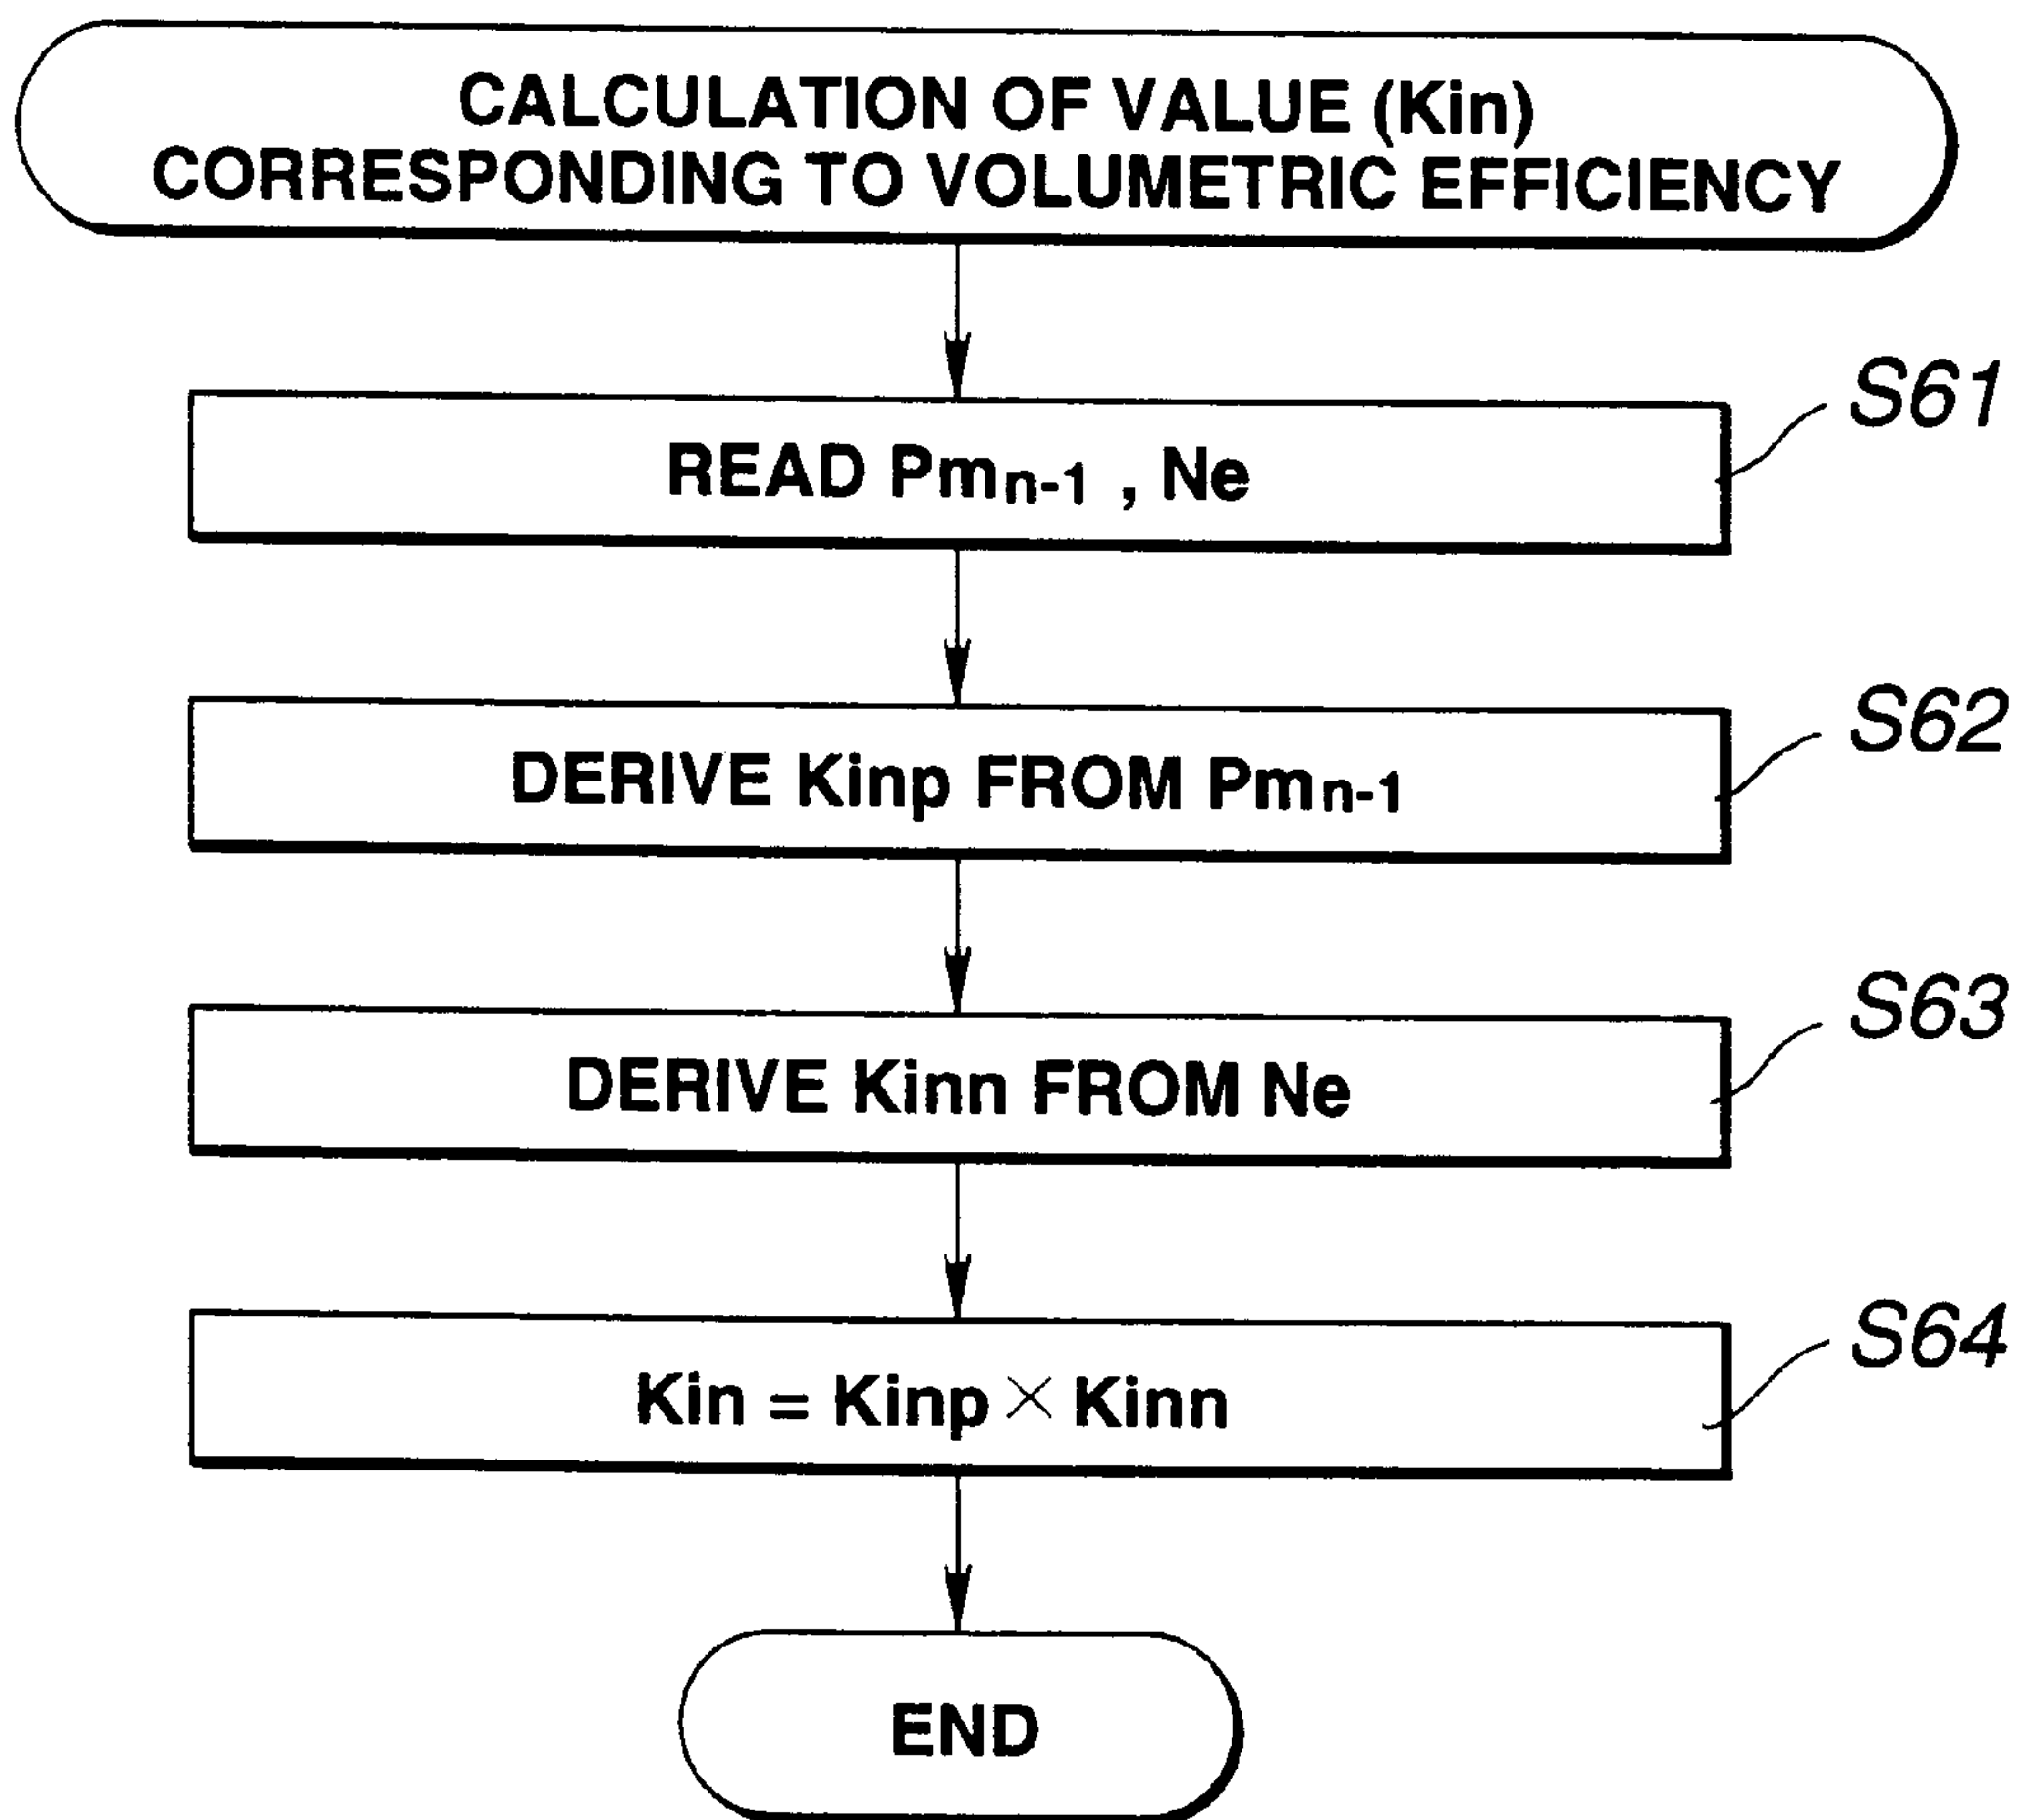 CALCULATION OF VALUE (Kin)
CORRESPONDING TO VOLUMETRIC EFFICIENCY
S61
READ Pmn-1 , Ne
S62
DERIVE Kinp FROM Pmn-1
S63
DERIVE Kinn FROM Ne
S64
Kin = Kinp × Kinn
END